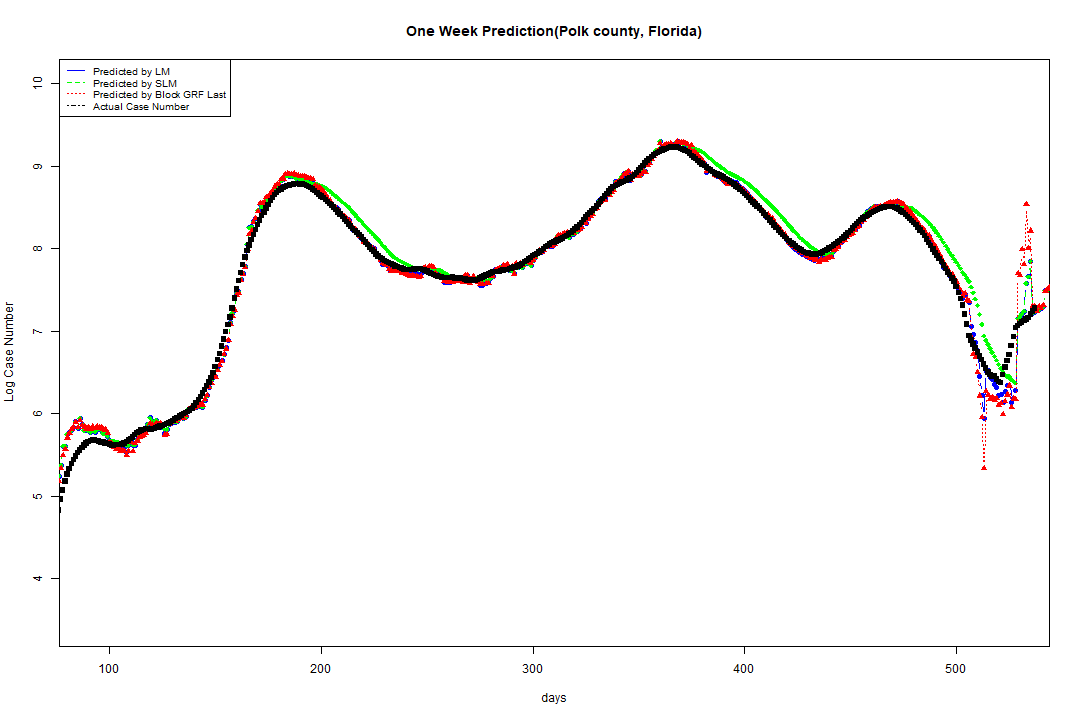 One Week Prediction(Polk county, Florida)
Predicted by LM
Predicted by SLM
Predicted by Block GRF Last
Actual Case Number
10
9
8
7
6
5
4
Log Case Number
100 200 300 400 500
days